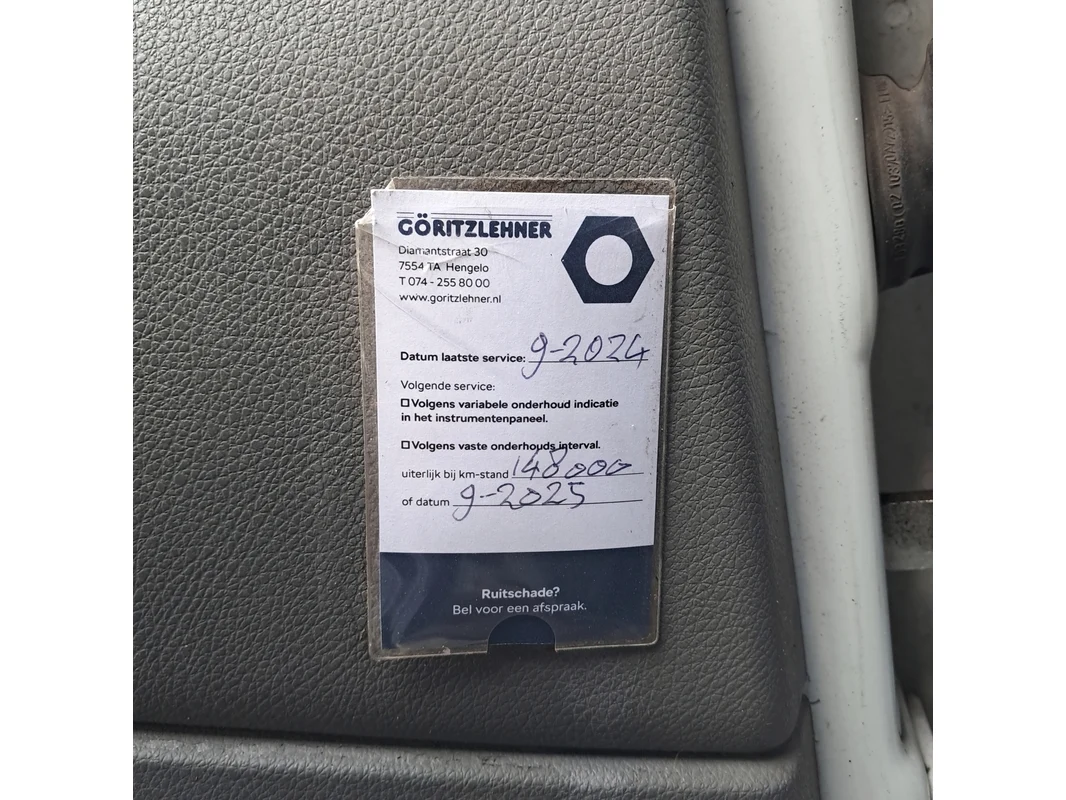 GÖRITZLEHNER
Diamantstraat 30
7554 TA Hengelo
T 074 - 255 80 00
www.goritzlehner.nl
Datum laatste service: 9-2024
Volgende service:
☐ Volgens variabele onderhoud indicatie
in het instrumentenpaneel.
☐ Volgens vaste onderhouds interval.
uiterlijk bij km-stand 148000
of datum 9-2025
Ruitschade?
Bel voor een afspraak.